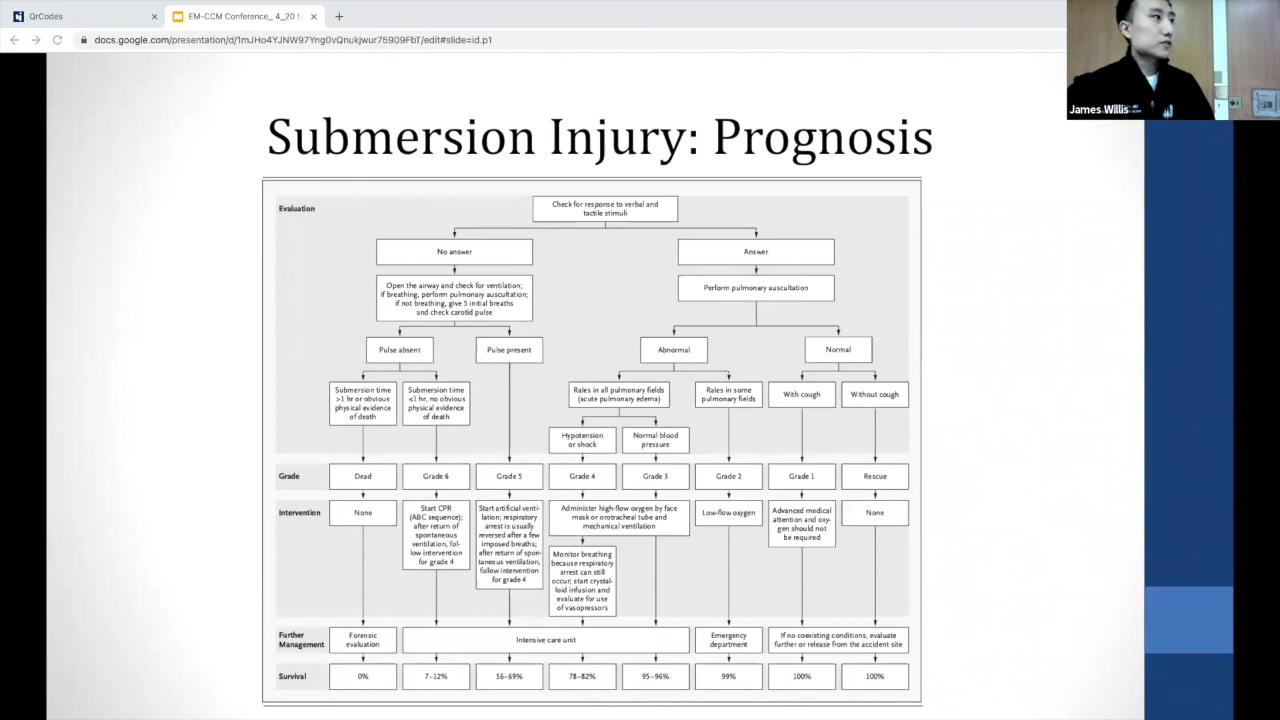 QrCodes
EM-CCM Conference_ 4_20 f
docs.google.com/presentation/d/1mJHo4YJNW97Yng0vQnukjwur75909FbT/edit#slide=id.p1
James Willis
Submersion Injury: Prognosis
Evaluation
Check for response to verbal and
tactile stimuli
No answer
Answer
Open the airway and check for ventilation;
if breathing, perform pulmonary auscultation;
if not breathing, give 5 initial breaths
and check carotid pulse
Perform pulmonary auscultation
Pulse absent
Pulse present
Abnormal
Normal
Submersion time
>1 hr or obvious
physical evidence
of death
Submersion time
≤1 hr, no obvious
physical evidence
of death
Rales in all pulmonary fields
(acute pulmonary edema)
Rales in some
pulmonary fields
With cough
Without cough
Hypotension
or shock
Normal blood
pressure
Grade
Dead
Grade 6
Grade 5
Grade 4
Grade 3
Grade 2
Grade 1
Rescue
Intervention
None
Start CPR
(ABC sequence);
after return of
spontaneous
ventilation, fol-
low intervention
for grade 4
Start artificial venti-
lation; respiratory
arrest is usually
reversed after a few
imposed breaths;
after return of spon-
taneous ventilation,
follow intervention
for grade 4
Administer high-flow oxygen by face
mask or orotracheal tube and
mechanical ventilation
Monitor breathing
because respiratory
arrest can still
occur; start crystal-
loid infusion and
evaluate for use
of vasopressors
Low-flow oxygen
Advanced medical
attention and oxy-
gen should not
be required
None
Further
Management
Forensic
evaluation
Intensive care unit
Emergency
department
If no coexisting conditions, evaluate
further or release from the accident site
Survival
0%
7–12%
56–69%
78–82%
95–96%
99%
100%
100%